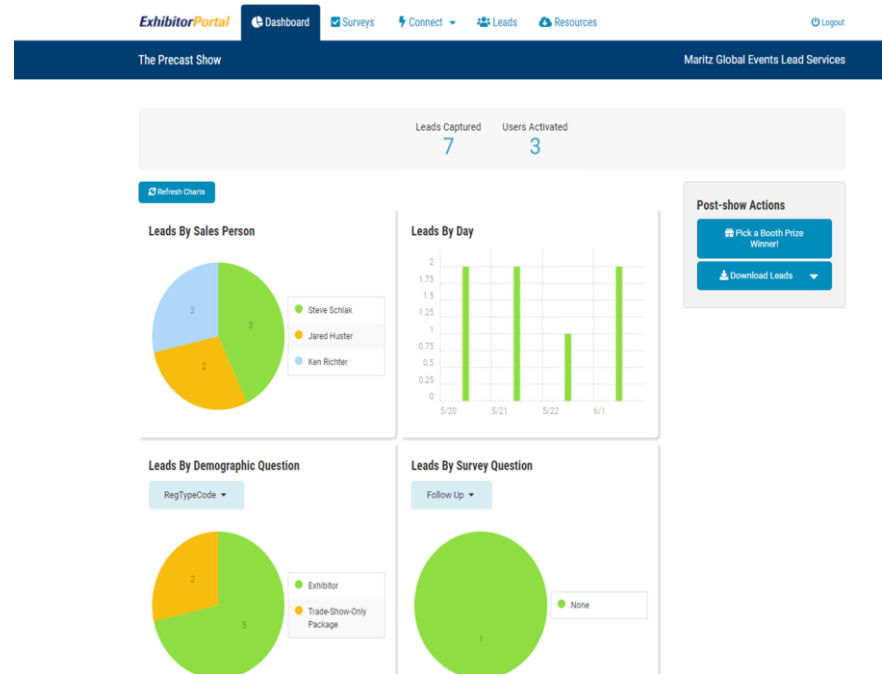 ExhibitorPortal Dashboard Surveys Connect Leads Resources Logout
The Precast Show Maritz Global Events Lead Services
Leads Captured Users Activated
7 3
Refresh Charts
Post-show Actions
Pick a Booth Prize
Winner!
Download Leads
Leads By Sales Person
2
3
2
Steve Schlak
Jared Huster
Ken Richter
Leads By Day
2
1.75
1.5
1.25
1
0.75
0.5
0.25
0
5/20 5/21 5/22 6/1
Leads By Demographic Question
RegTypeCode
2
5
Exhibitor
Trade-Show-Only
Package
Leads By Survey Question
Follow Up
None
1